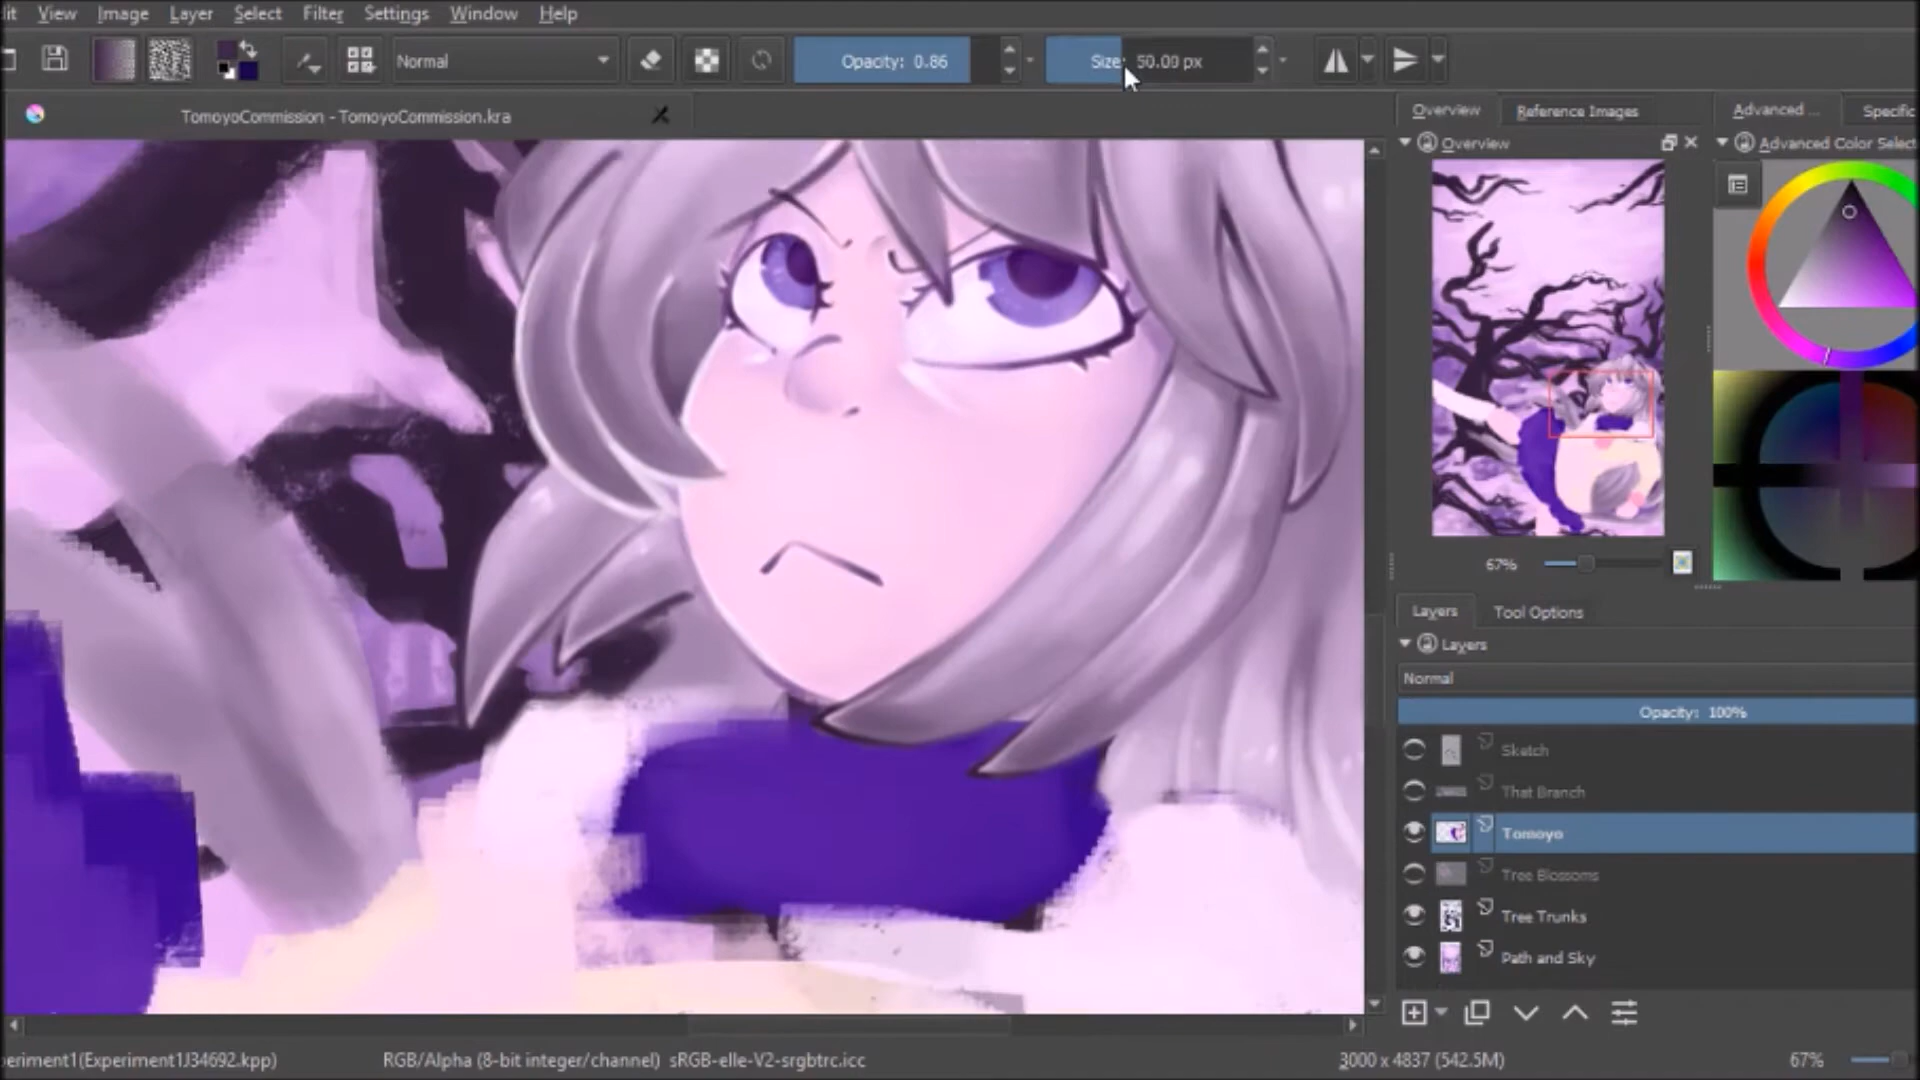 lit View Image Layer Select Filter Settings Window Help
Normal Opacity: 0.86 Size: 50.00 px
TomoyoCommission - TomoyoCommission.kra
Overview Reference Images Advanced ... Specific
Overview Advanced Color Select
67%
Layers Tool Options
Layers
Normal
Opacity: 100%
Sketch
That Branch
Tomoyo
Tree Blossoms
Tree Trunks
Path and Sky
periment1(Experiment1J34692.kpp) RGB/Alpha (8-bit integer/channel) sRGB-elle-V2-srgbtrc.icc 3000 x 4837 (542.5M) 67%